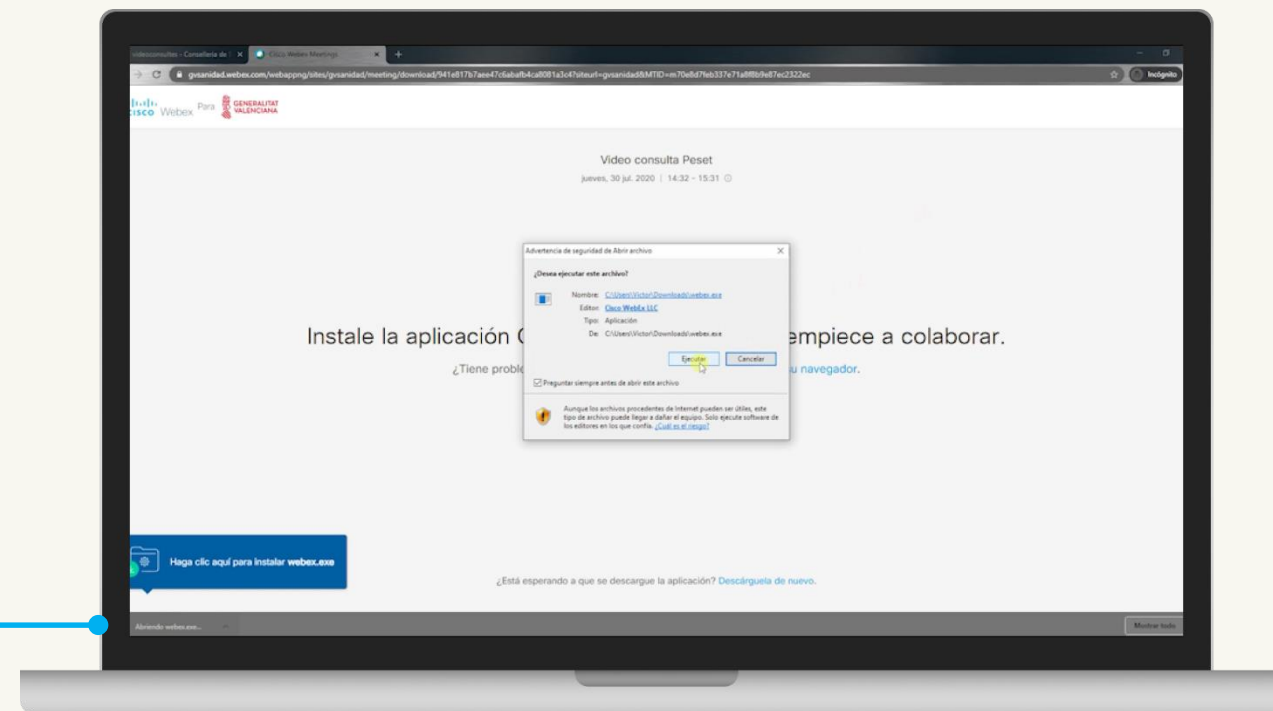 videoconsultes - Conselleria de X Cisco Webex Meetings X +
gvsanidad.webex.com/webappng/sites/gvsanidad/meeting/download/ Incógnito
CISCO Webex Para GENERALITAT VALENCIANA
Video consulta Peset
jueves, 30 jul. 2020 | 14:32 - 15:31
Advertencia de seguridad de Abrir archivo
¿Desea ejecutar este archivo?
Nombre: C:\Users\Victor\Downloads\webex.exe
Editor: Cisco WebEx LLC
Tipo: Aplicación
De: C:\Users\Victor\Downloads\webex.exe
Instale la aplicación empiece a colaborar.
Ejecutar Cancelar
¿Tiene proble u navegador.
Preguntar siempre antes de abrir este archivo
Aunque los archivos procedentes de Internet pueden ser útiles, este
tipo de archivo puede llegar a dañar el equipo. Solo ejecute software de
los editores en los que confía. ¿Cuál es el riesgo?
Haga clic aquí para instalar webex.exe
¿Está esperando a que se descargue la aplicación? Descárguela de nuevo.
Abriendo webex.exe... Mostrar todo